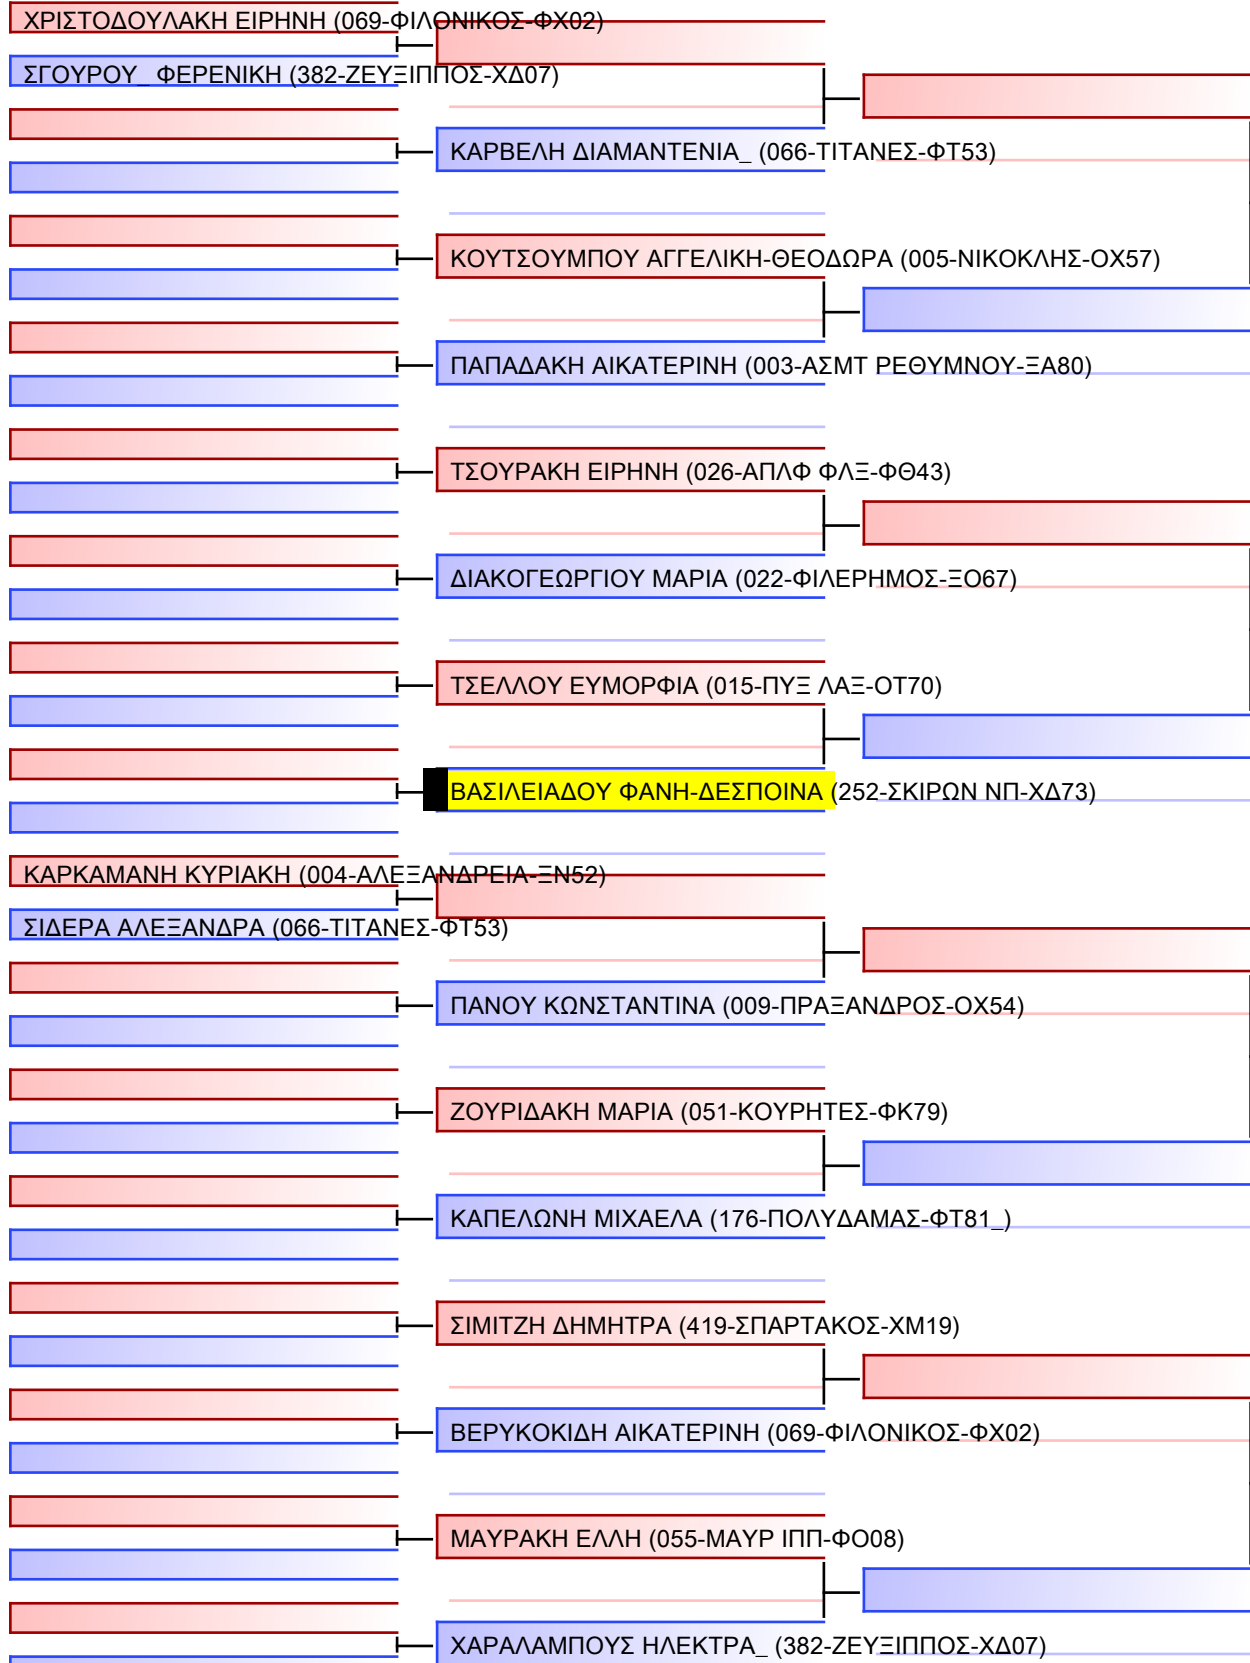 ΧΡΙΣΤΟΔΟΥΛΑΚΗ ΕΙΡΗΝΗ (069-ΦΙΛΟΝΙΚΟΣ-ΦΧ02)
ΣΓΟΥΡΟΥ_ ΦΕΡΕΝΙΚΗ (382-ΖΕΥΞΙΠΠΟΣ-ΧΔ07)
ΚΑΡΒΕΛΗ ΔΙΑΜΑΝΤΕΝΙΑ_ (066-ΤΙΤΑΝΕΣ-ΦΤ53)
ΚΟΥΤΣΟΥΜΠΟΥ ΑΓΓΕΛΙΚΗ-ΘΕΟΔΩΡΑ (005-ΝΙΚΟΚΛΗΣ-ΟΧ57)
ΠΑΠΑΔΑΚΗ ΑΙΚΑΤΕΡΙΝΗ (003-ΑΣΜΤ ΡΕΘΥΜΝΟΥ-ΞΑ80)
ΤΣΟΥΡΑΚΗ ΕΙΡΗΝΗ (026-ΑΠΛΦ ΦΛΞ-ΦΘ43)
ΔΙΑΚΟΓΕΩΡΓΙΟΥ ΜΑΡΙΑ (022-ΦΙΛΕΡΗΜΟΣ-ΞΟ67)
ΤΣΕΛΛΟΥ ΕΥΜΟΡΦΙΑ (015-ΠΥΞ ΛΑΞ-ΟΤ70)
ΒΑΣΙΛΕΙΑΔΟΥ ΦΑΝΗ-ΔΕΣΠΟΙΝΑ (252-ΣΚΙΡΩΝ ΝΠ-ΧΔ73)
ΚΑΡΚΑΜΑΝΗ ΚΥΡΙΑΚΗ (004-ΑΛΕΞΑΝΔΡΕΙΑ-ΞΝ52)
ΣΙΔΕΡΑ ΑΛΕΞΑΝΔΡΑ (066-ΤΙΤΑΝΕΣ-ΦΤ53)
ΠΑΝΟΥ ΚΩΝΣΤΑΝΤΙΝΑ (009-ΠΡΑΞΑΝΔΡΟΣ-ΟΧ54)
ΖΟΥΡΙΔΑΚΗ ΜΑΡΙΑ (051-ΚΟΥΡΗΤΕΣ-ΦΚ79)
ΚΑΠΕΛΩΝΗ ΜΙΧΑΕΛΑ (176-ΠΟΛΥΔΑΜΑΣ-ΦΤ81_)
ΣΙΜΙΤΖΗ ΔΗΜΗΤΡΑ (419-ΣΠΑΡΤΑΚΟΣ-ΧΜ19)
ΒΕΡΥΚΟΚΙΔΗ ΑΙΚΑΤΕΡΙΝΗ (069-ΦΙΛΟΝΙΚΟΣ-ΦΧ02)
ΜΑΥΡΑΚΗ ΕΛΛΗ (055-ΜΑΥΡ ΙΠΠ-ΦΟ08)
ΧΑΡΑΛΑΜΠΟΥΣ ΗΛΕΚΤΡΑ_ (382-ΖΕΥΞΙΠΠΟΣ-ΧΔ07)